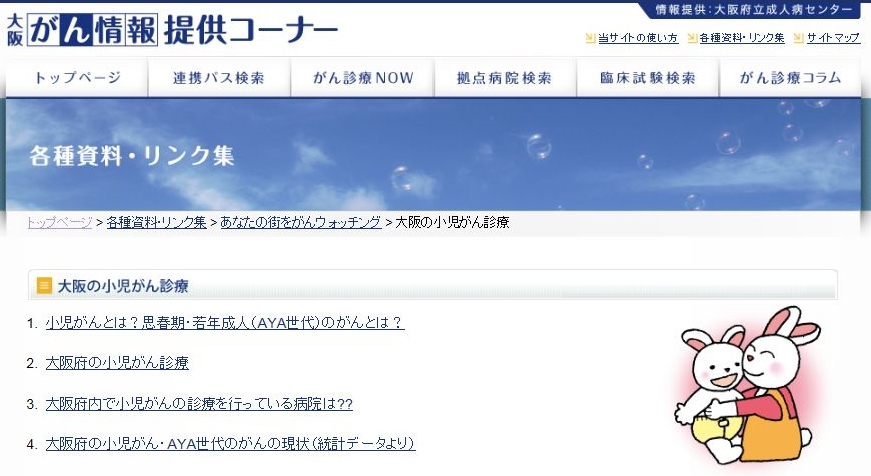 情報提供:大阪府立成人病センター
大阪 がん情報 提供コーナー
当サイトの使い方 各種資料・リンク集 サイトマップ
トップページ 連携パス検索 がん診療NOW 拠点病院検索 臨床試験検索 がん診療コラム
各種資料・リンク集
トップページ > 各種資料・リンク集 > あなたの街をがんウォッチング > 大阪の小児がん診療
大阪の小児がん診療
1. 小児がんとは？思春期・若年成人（AYA世代）のがんとは？
2. 大阪府の小児がん診療
3. 大阪府内で小児がんの診療を行っている病院は??
4. 大阪府の小児がん・AYA世代のがんの現状（統計データより）